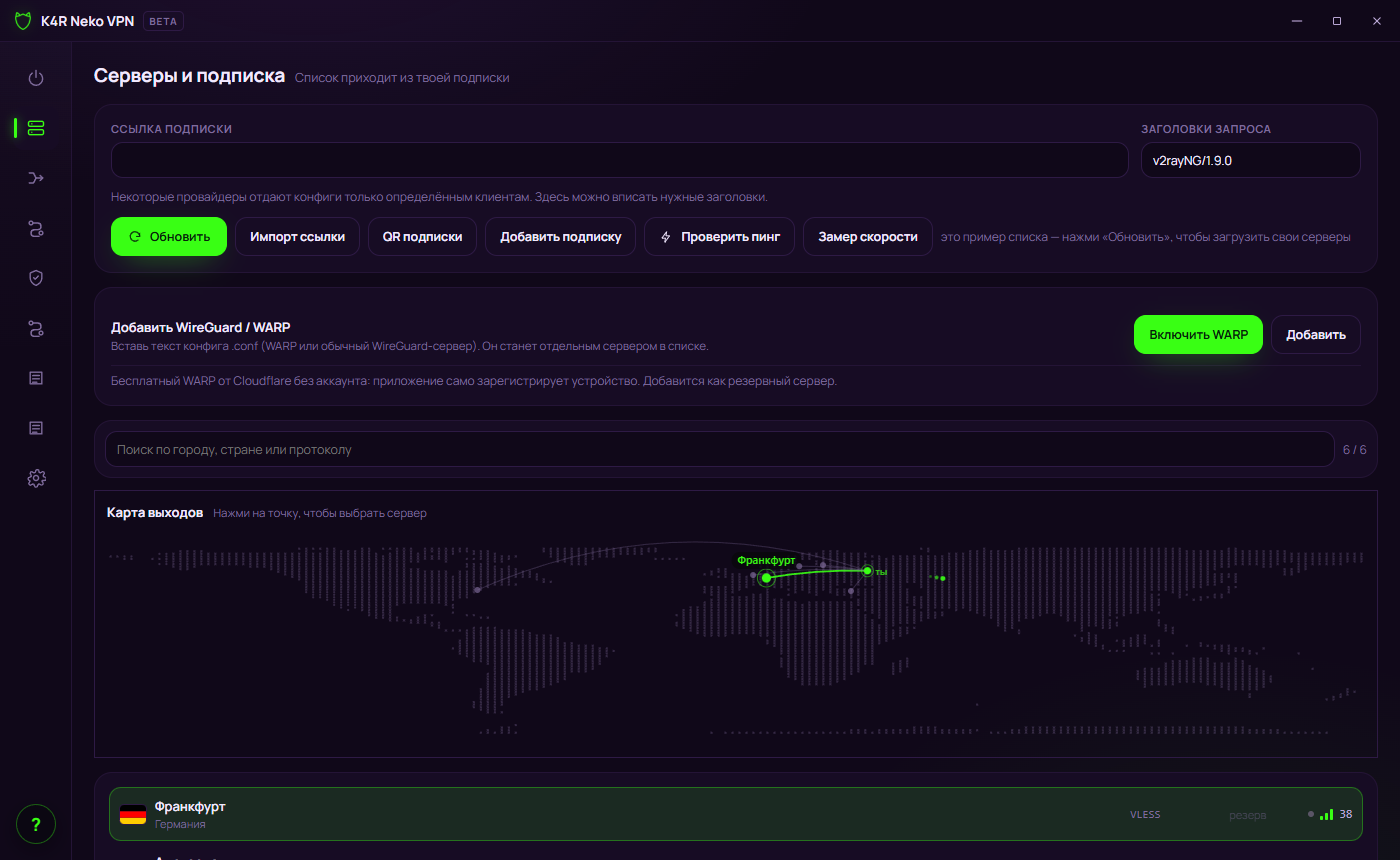 K4R Neko VPN BETA
Серверы и подписка Список приходит из твоей подписки
ССЫЛКА ПОДПИСКИ ЗАГОЛОВКИ ЗАПРОСА
v2rayNG/1.9.0
Некоторые провайдеры отдают конфиги только определённым клиентам. Здесь можно вписать нужные заголовки.
Обновить Импорт ссылки QR подписки Добавить подписку Проверить пинг Замер скорости это пример списка — нажми «Обновить», чтобы загрузить свои серверы
Добавить WireGuard / WARP
Вставь текст конфига .conf (WARP или обычный WireGuard-сервер). Он станет отдельным сервером в списке.
Включить WARP Добавить
Бесплатный WARP от Cloudflare без аккаунта: приложение само зарегистрирует устройство. Добавится как резервный сервер.
Поиск по городу, стране или протоколу 6 / 6
Карта выходов Нажми на точку, чтобы выбрать сервер
Франкфурт
ты
Франкфурт
Германия
VLESS резерв 38
?